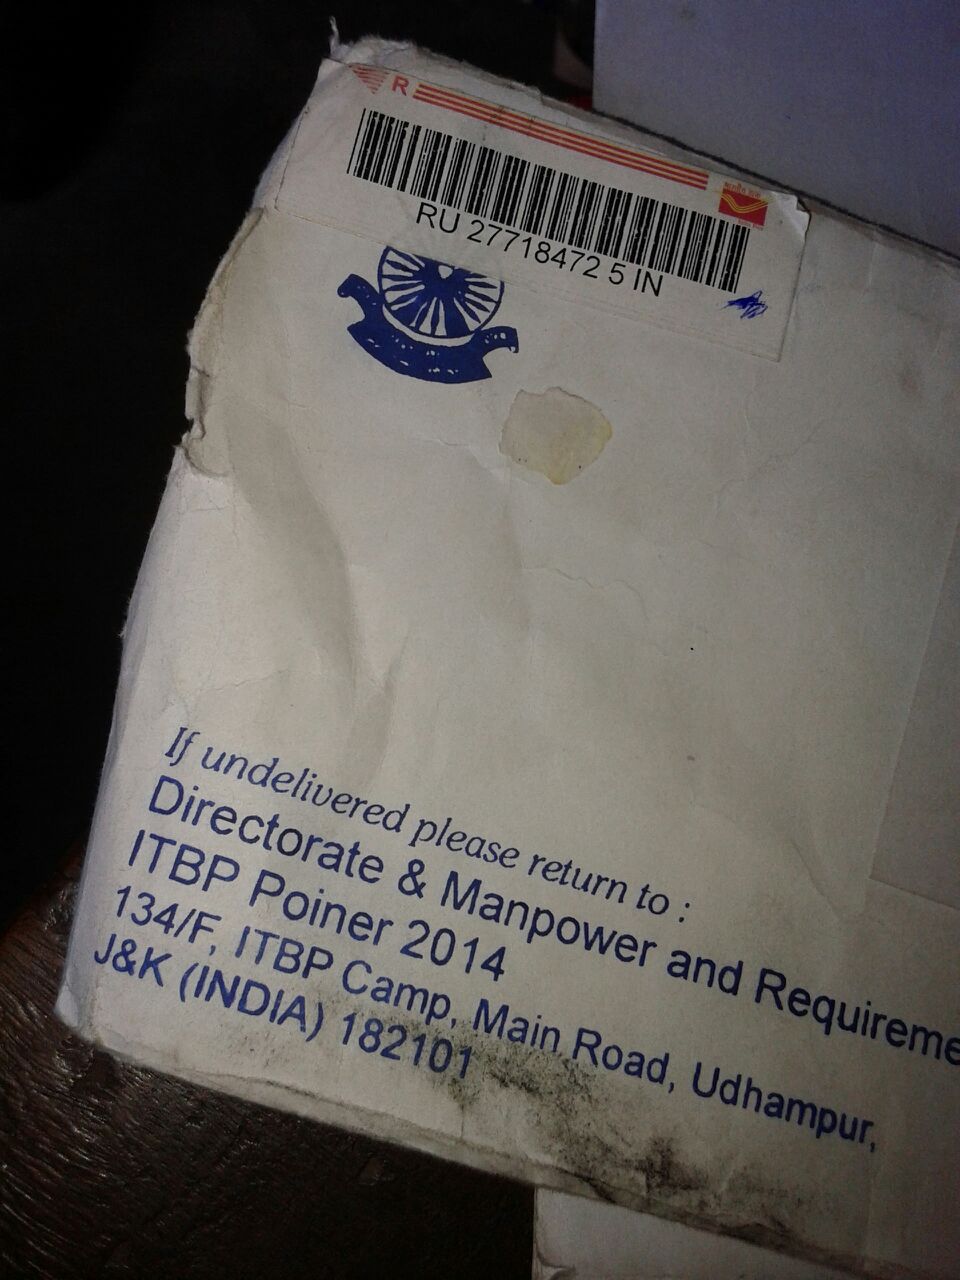 R
भारतीय डाक
RU 27718472 5 IN
If undelivered please return to :
Directorate & Manpower and Requireme
ITBP Poiner 2014
134/F, ITBP Camp, Main Road, Udhampur,
J&K (INDIA) 182101